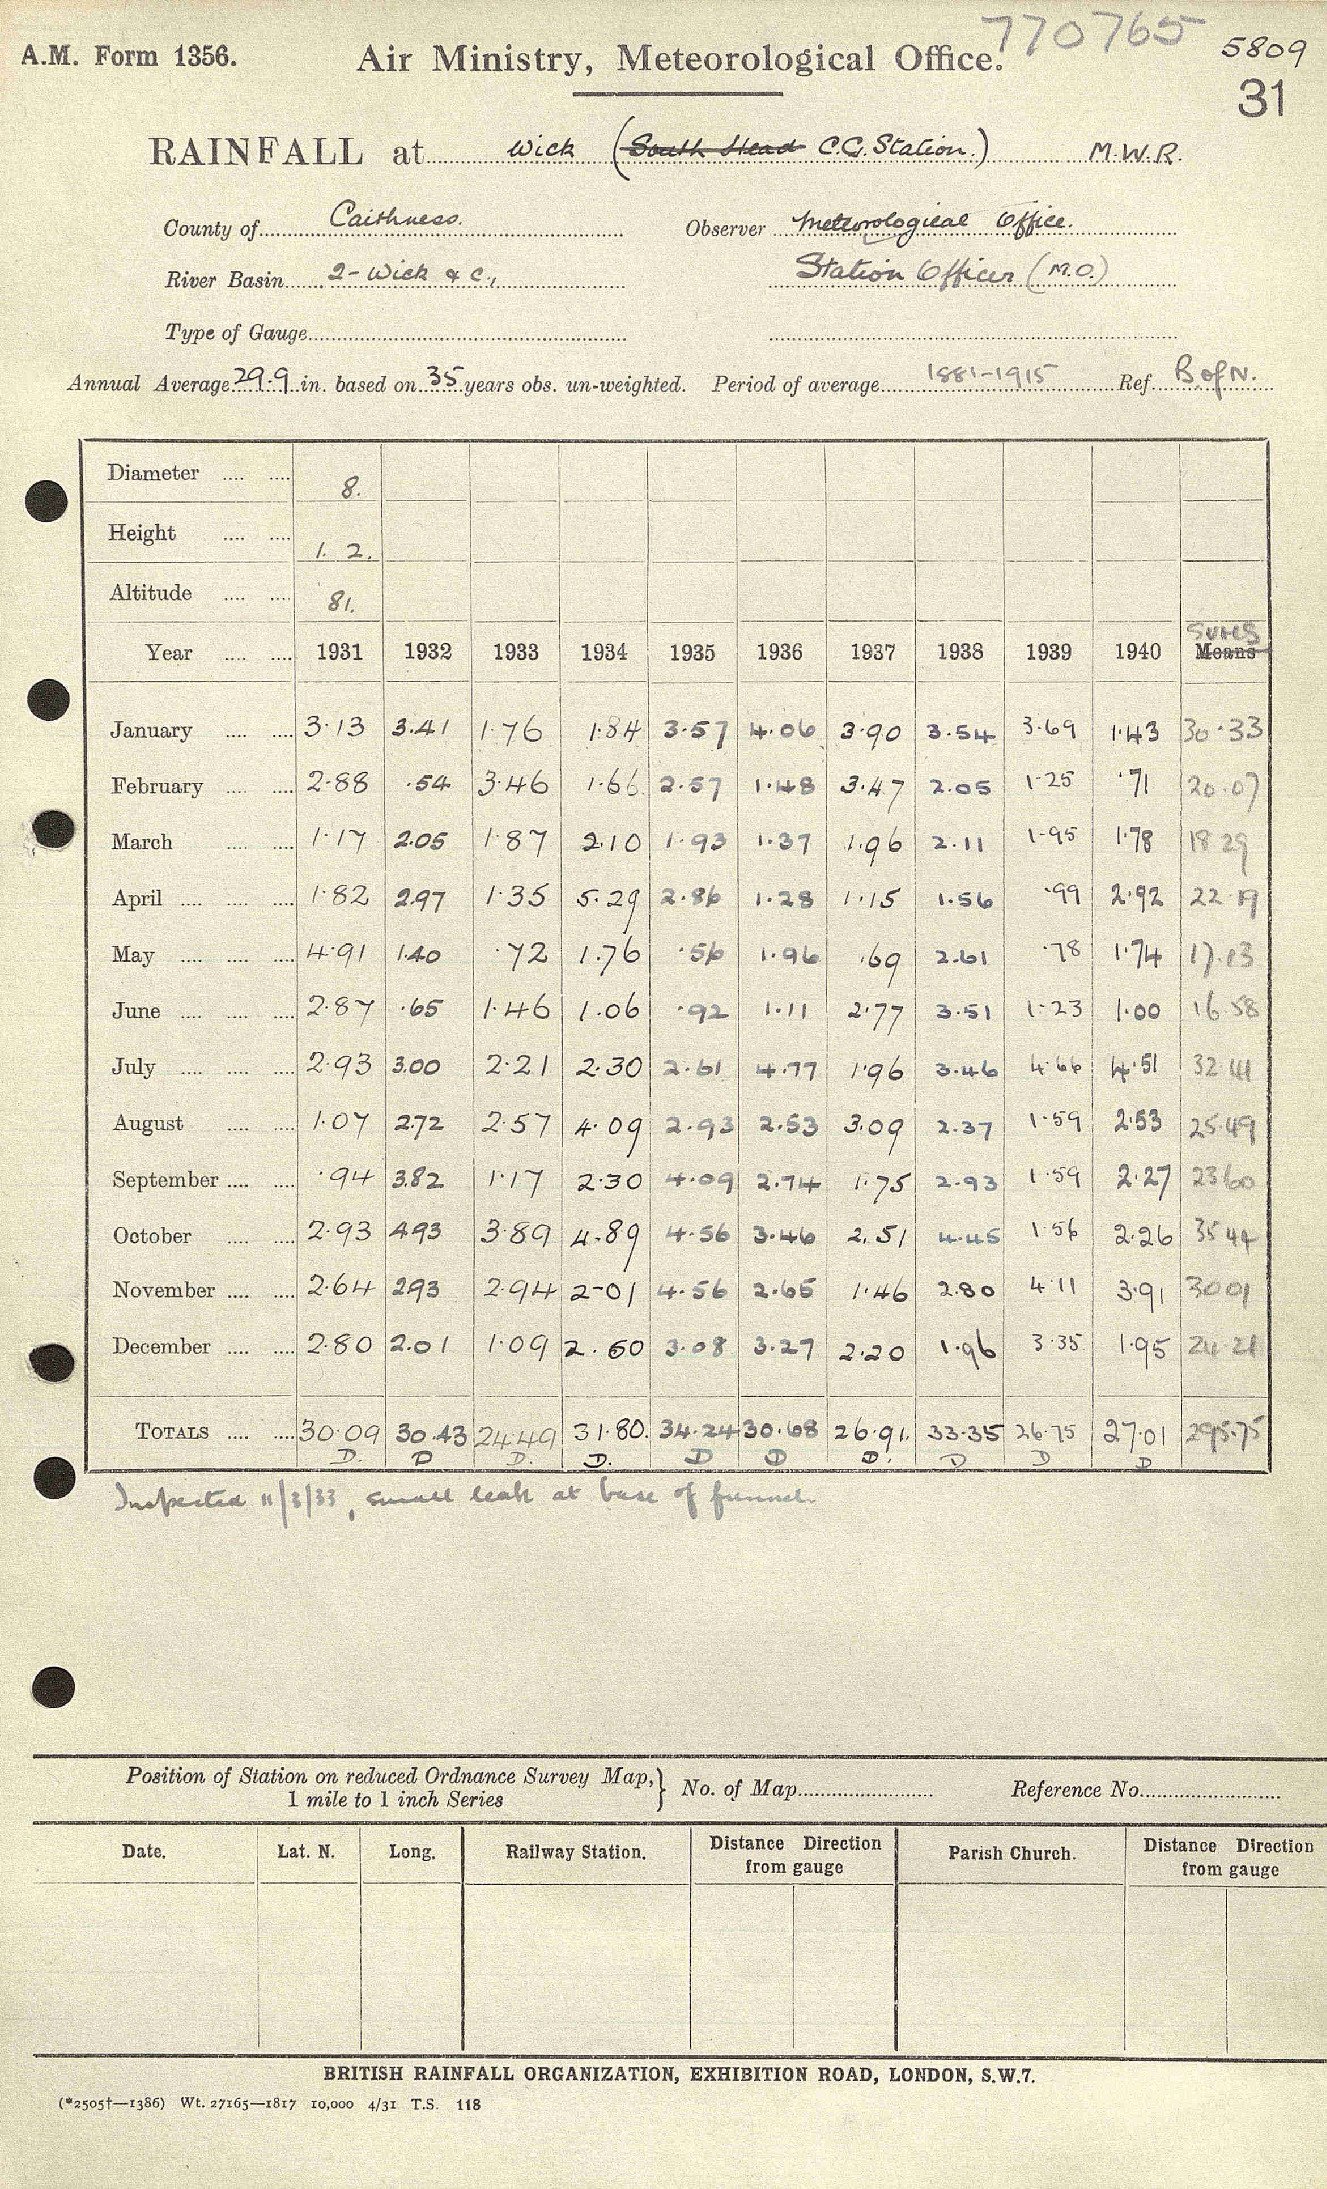 770765
A.M. Form 1356. Air Ministry, Meteorological Office. 5809
31
RAINFALL at Wick (South Head C.G. Station.) M.W.R.
County of Caithness. Observer Meteorological Office.
River Basin 2-Wick & C., Station Officer (M.O.)
Type of Gauge
Annual Average 29.9 in. based on 35 years obs. un-weighted. Period of average 1881-1915 Ref. B. of N.
Diameter 8.
Height 1. 2.
Altitude 81.
Sums
Year 1931 1932 1933 1934 1935 1936 1937 1938 1939 1940 Means
January 3.13 3.41 1.76 1.84 3.57 4.06 3.90 3.54 3.69 1.43 30.33
February 2.88 .54 3.46 1.66 2.57 1.48 3.47 2.05 1.25 .71 20.07
March 1.17 2.05 1.87 2.10 1.93 1.37 1.96 2.11 1.95 1.78 18 29
April 1.82 2.97 1.35 5.29 2.86 1.28 1.15 1.56 .99 2.92 22.19
May 4.91 1.40 .72 1.76 .56 1.96 .69 2.61 .78 1.74 17.13
June 2.87 .65 1.46 1.06 .92 1.11 2.77 3.51 1.23 1.00 16 58
July 2.93 3.00 2.21 2.30 2.61 4.77 1.96 3.46 4.66 4.51 32 41
August 1.07 2.72 2.57 4.09 2.93 2.53 3.09 2.37 1.59 2.53 25.49
September .94 3.82 1.17 2.30 4.09 2.74 1.75 2.93 1.59 2.27 23 60
October 2.93 4.93 3.89 4.89 4.56 3.46 2.51 4.45 1.56 2.26 35 44
November 2.64 2.93 2.94 2-01 4.56 2.65 1.46 2.80 4.11 3.91 30 01
December 2.80 2.01 1.09 2.60 3.08 3.27 2.20 1.96 3.35 1.95 24.21
TOTALS 30.09 30.43 24.49 31.80. 34.24 30.68 26.91. 33.35 26.75 27.01 295.75
D. D D. D. D D D. D D D
Inspected 11/3/33, small leak at base of funnel.
Position of Station on reduced Ordnance Survey Map, } No. of Map Reference No.
1 mile to 1 inch Series
Date. Lat. N. Long. Railway Station. Distance Direction from gauge Parish Church. Distance Direction from gauge
BRITISH RAINFALL ORGANIZATION, EXHIBITION ROAD, LONDON, S.W.7.
(*2505†—1386) Wt. 27165—1817 10,000 4/31 T.S. 118